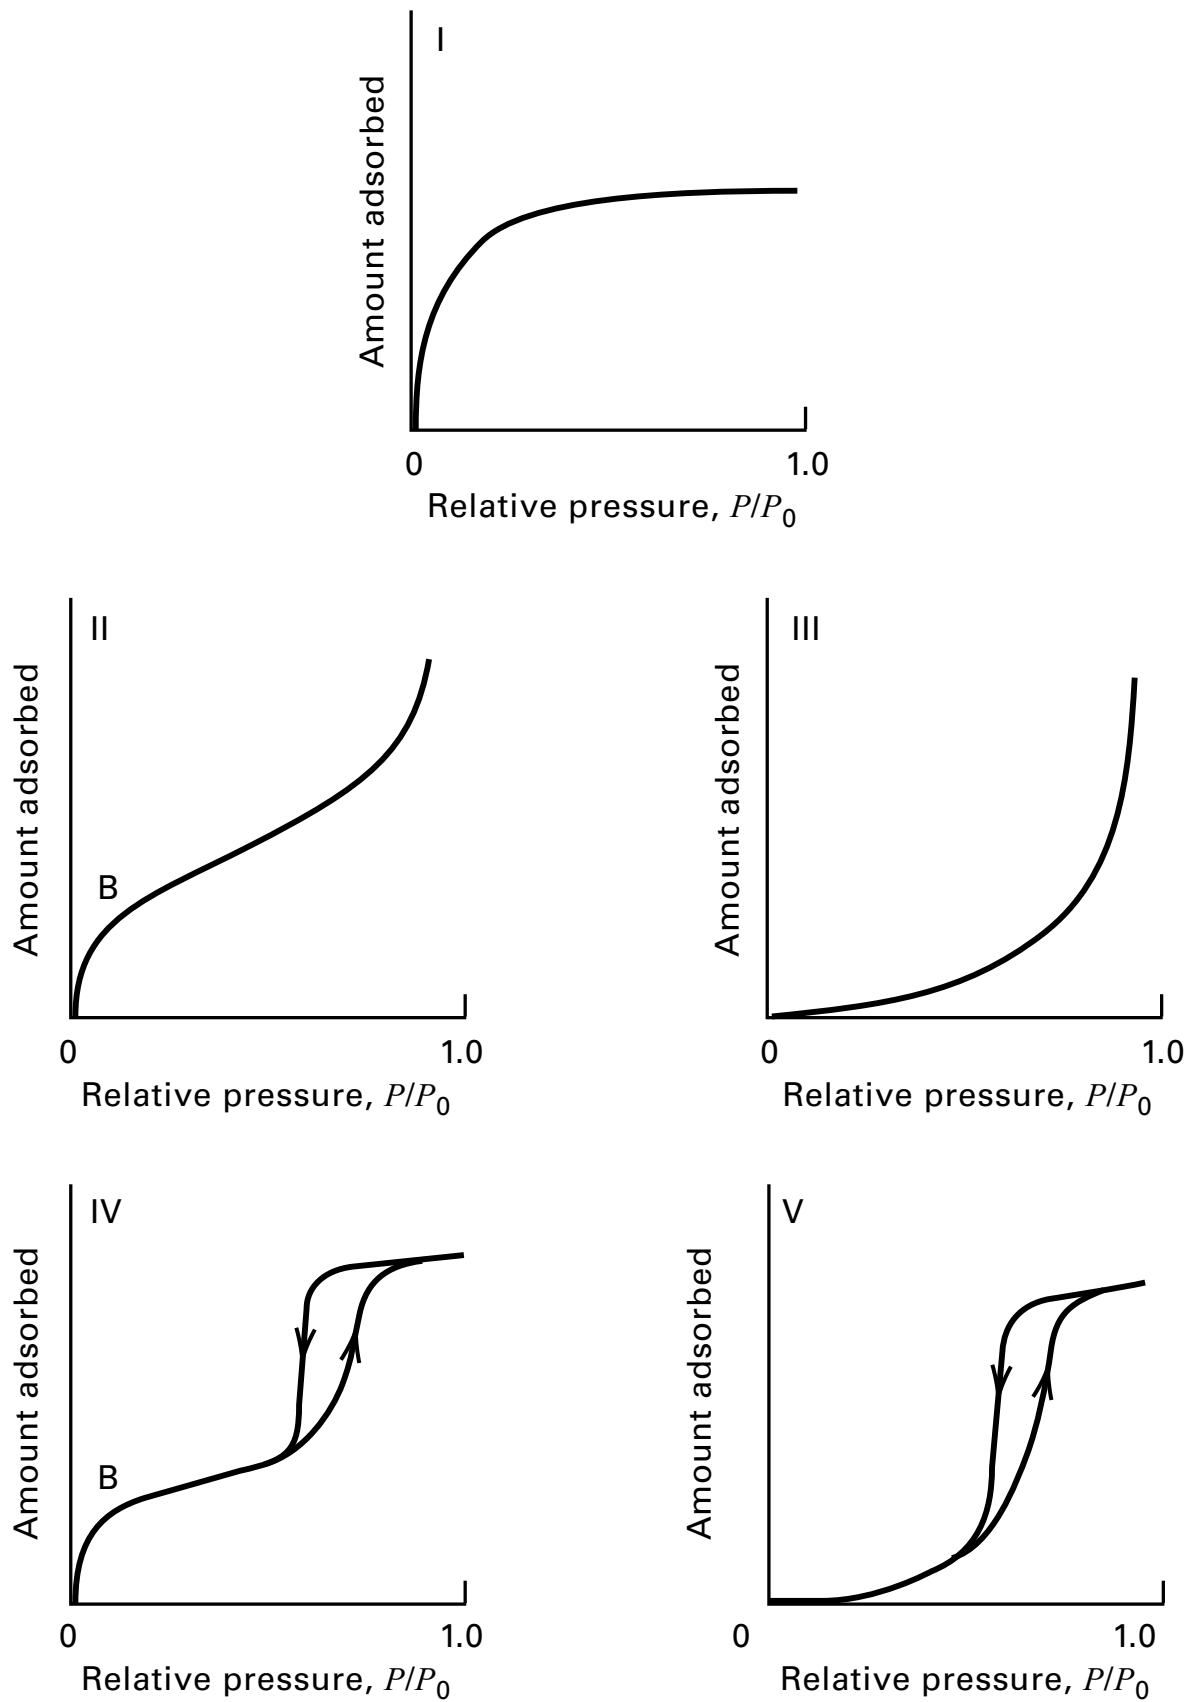 I
Amount adsorbed
0 1.0
Relative pressure, P/P₀
II
Amount adsorbed
B
0 1.0
Relative pressure, P/P₀
III
Amount adsorbed
0 1.0
Relative pressure, P/P₀
IV
Amount adsorbed
B
0 1.0
Relative pressure, P/P₀
V
Amount adsorbed
0 1.0
Relative pressure, P/P₀